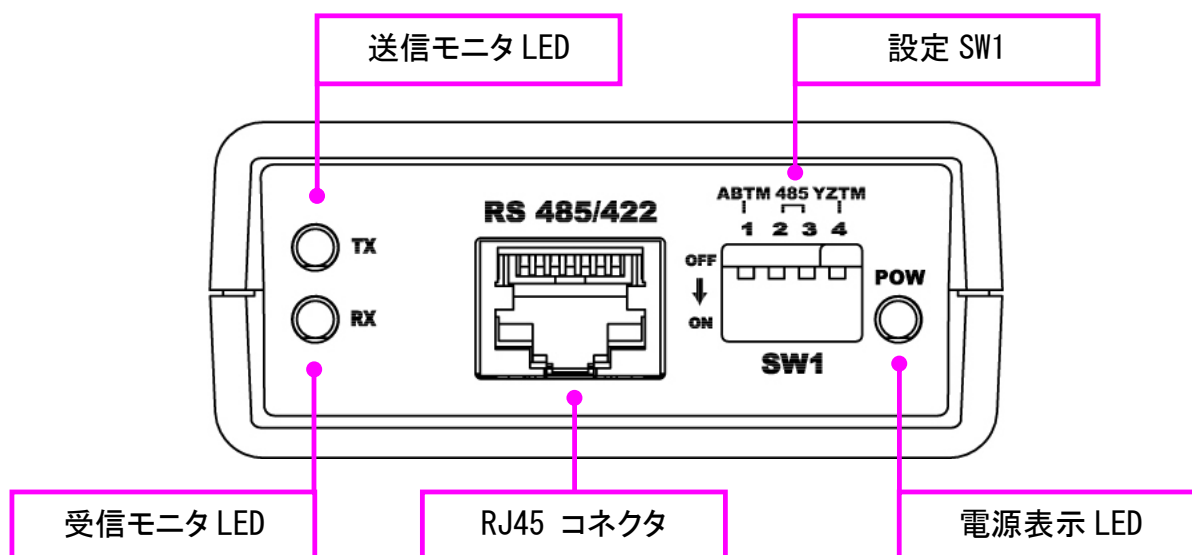 送信モニタ LED
設定 SW1
ABTM 485 YZTM
1 2 3 4
RS 485/422
TX
OFF
POW
RX
ON
SW1
受信モニタ LED
RJ45 コネクタ
電源表示 LED